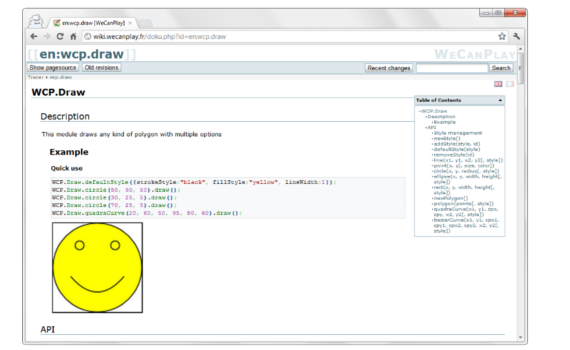 en:wcp.draw [WeCanPlay]
wiki.wecanplay.fr/doku.php?id=en:wcp.draw
[[en:wcp.draw]]
WECANPLAY
Show pagesource Old revisions Recent changes Search
Trace: • wcp.draw
WCP.Draw
Table of Contents
WCP.Draw
Description
Example
API
Style management
newStyle()
addStyle(style, id)
defaultStyle(style)
removeStyle(id)
line(x1, y1, x2, y2[, style])
point(x, y[, size, color])
circle(x, y, radius[, style])
ellipse(x, y, width, height[,
style])
rect(x, y, width, height[,
style])
newPolygon()
polygon(points[, style])
quadraCurve(x1, y1, cpx,
cpy, x2, y2[, style])
bezierCurve(x1, y1, cpx1,
cpy1, cpx2, cpy2, x2, y2[,
style])
Description
This module draws any kind of polygon with multiple options
Example
Quick use
WCP.Draw.defaultStyle({strokeStyle:"black", fillStyle:"yellow", lineWidth:1});
WCP.Draw.circle(50, 50, 50).draw();
WCP.Draw.circle(30, 25, 5).draw();
WCP.Draw.circle(70, 25, 5).draw();
WCP.Draw.quadraCurve(20, 60, 50, 95, 80, 60).draw();
API